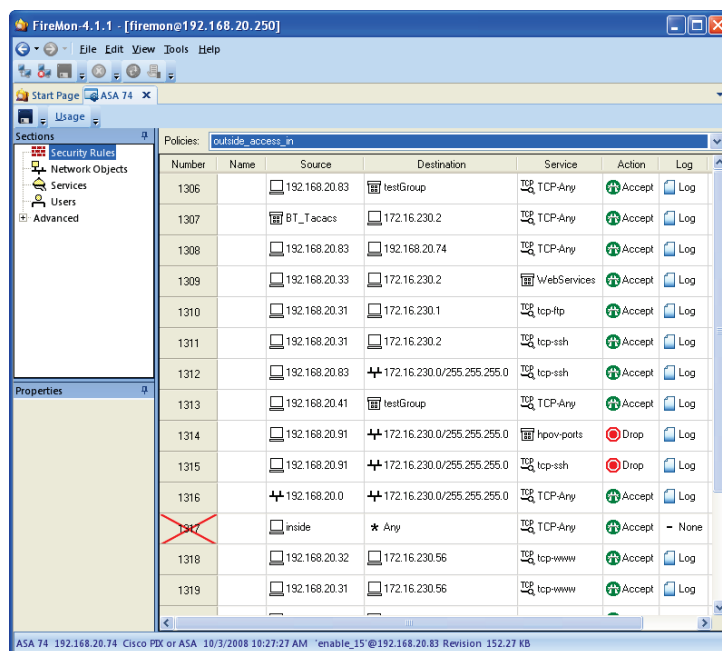 FireMon-4.1.1 - [firemon@192.168.20.250]
File Edit View Tools Help
Start Page ASA 74 x
Usage
Sections
Security Rules
Network Objects
Services
Users
Advanced
Properties
Policies: outside_access_in
Number Name Source Destination Service Action Log
1306 192.168.20.83 testGroup TCP TCP-Any Accept Log
1307 BT_Tacacs 172.16.230.2 TCP TCP-Any Accept Log
1308 192.168.20.83 192.168.20.74 TCP TCP-Any Accept Log
1309 192.168.20.33 172.16.230.2 WebServices Accept Log
1310 192.168.20.31 172.16.230.1 TCP tcp-ftp Accept Log
1311 192.168.20.31 172.16.230.2 TCP tcp-ssh Accept Log
1312 192.168.20.83 172.16.230.0/255.255.255.0 TCP tcp-ssh Accept Log
1313 192.168.20.41 testGroup TCP TCP-Any Accept Log
1314 192.168.20.91 172.16.230.0/255.255.255.0 hpov-ports Drop Log
1315 192.168.20.91 172.16.230.0/255.255.255.0 TCP tcp-ssh Drop Log
1316 192.168.20.0 172.16.230.0/255.255.255.0 TCP TCP-Any Accept Log
1317 inside * Any TCP TCP-Any Accept - None
1318 192.168.20.32 172.16.230.56 TCP tcp-www Accept Log
1319 192.168.20.31 172.16.230.56 TCP tcp-www Accept Log
ASA 74 192.168.20.74 Cisco PIX or ASA 10/3/2008 10:27:27 AM 'enable_15'@192.168.20.83 Revision 152.27 KB